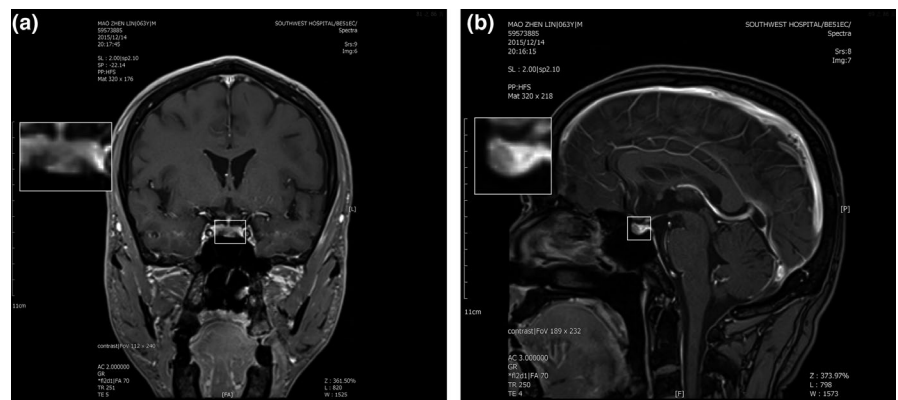 (a)
MAO ZHEN LIN|063Y|M
59573885
2015/12/14
20:17:45
SL : 2.00|sp2.10
SP : -22.14
PP:HFS
Mat 320 x 176
SOUTHWEST HOSPITAL/BE51EC/
Spectra
Srs:9
Img:6
[L]
11cm
contrast|FoV 112 x 240
AC 2.000000
GR
*fl2d1|FA 70
TR 251
TE 5
[FA]
Z : 361.50%
L : 820
W : 1525
(b)
MAO ZHEN LIN|063Y|M
59573885
2015/12/14
20:16:15
SL : 2.00|sp2.10
PP:HFS
Mat 320 x 218
SOUTHWEST HOSPITAL/BE51EC/
Spectra
Srs:8
Img:7
[P]
11cm
contrast|FoV 189 x 232
AC 3.000000
GR
*fl2d1|FA 70
TR 250
TE 4
[F]
Z : 373.97%
L : 798
W : 1573